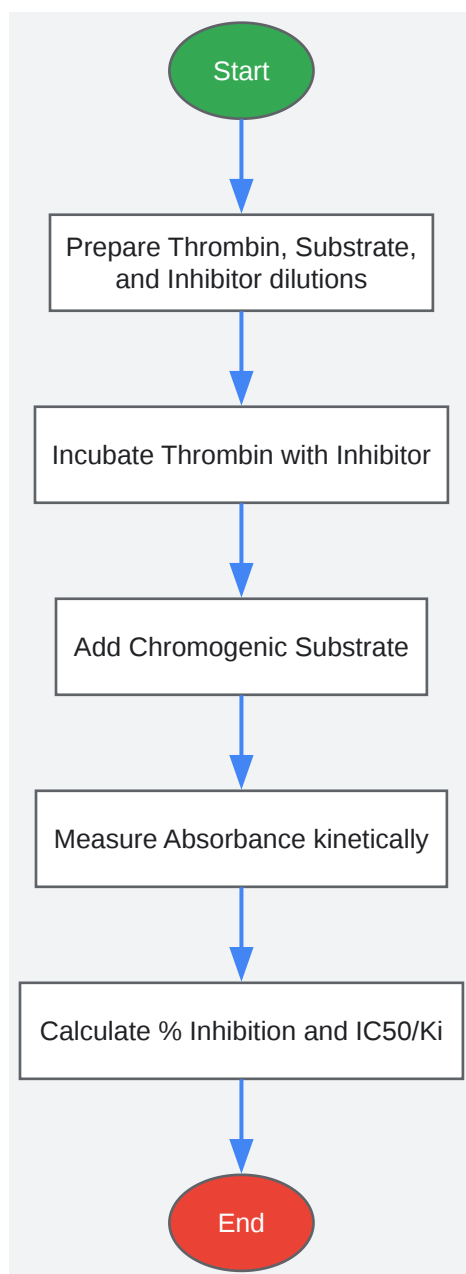 Start
Prepare Thrombin, Substrate,
and Inhibitor dilutions
Incubate Thrombin with Inhibitor
Add Chromogenic Substrate
Measure Absorbance kinetically
Calculate % Inhibition and IC50/Ki
End